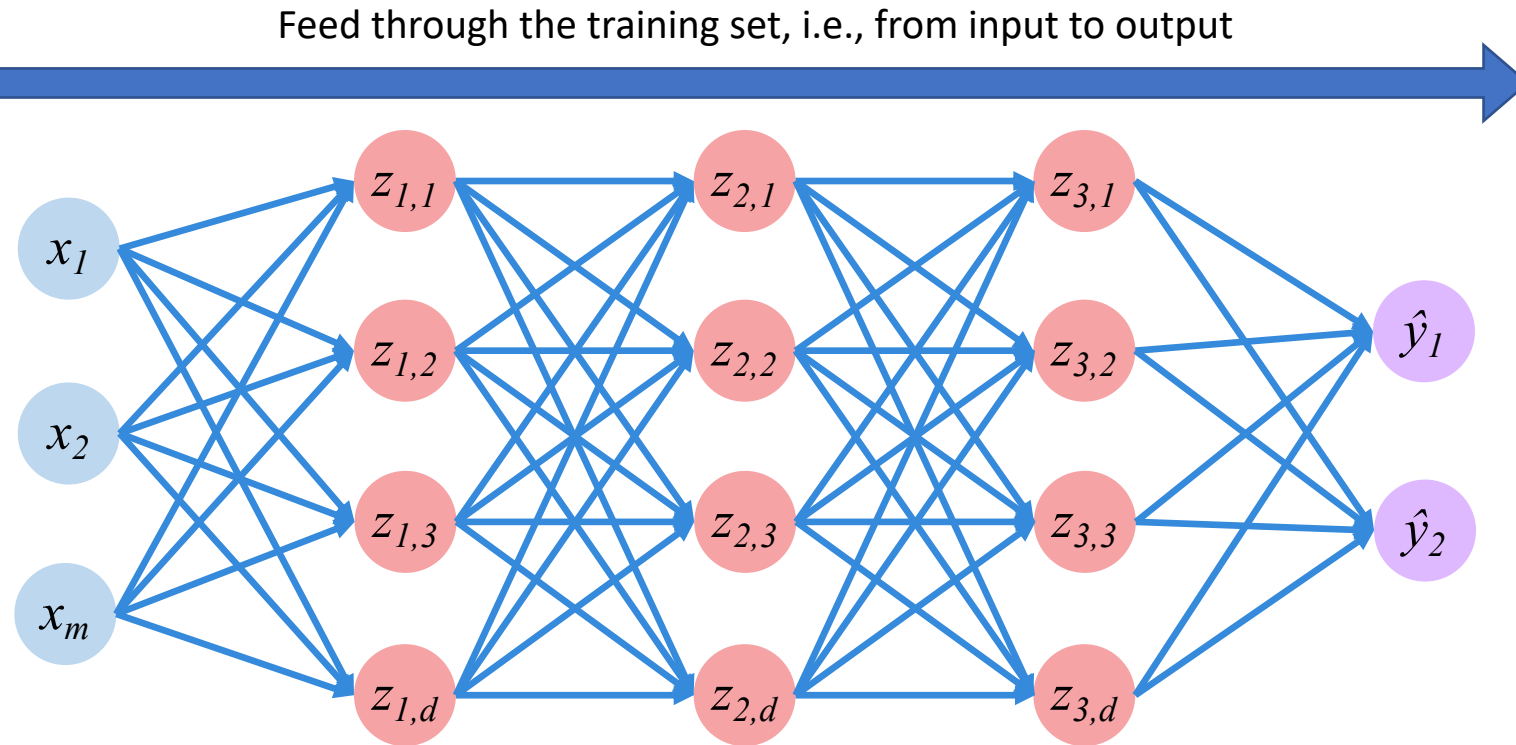 Feed through the training set, i.e., from input to output
z1,1 z2,1 z3,1
x1
ŷ1
z1,2 z2,2 z3,2
x2
z1,3 z2,3 z3,3
ŷ2
xm
z1,d z2,d z3,d